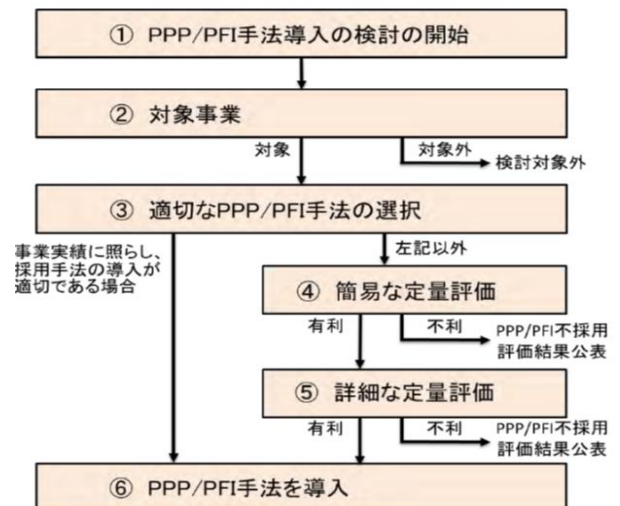 ① PPP/PFI手法導入の検討の開始
② 対象事業
対象
対象外
検討対象外
③ 適切なPPP/PFI手法の選択
事業実績に照らし、
採用手法の導入が
適切である場合
左記以外
④ 簡易な定量評価
有利
不利
PPP/PFI不採用
評価結果公表
⑤ 詳細な定量評価
有利
不利
PPP/PFI不採用
評価結果公表
⑥ PPP/PFI手法を導入